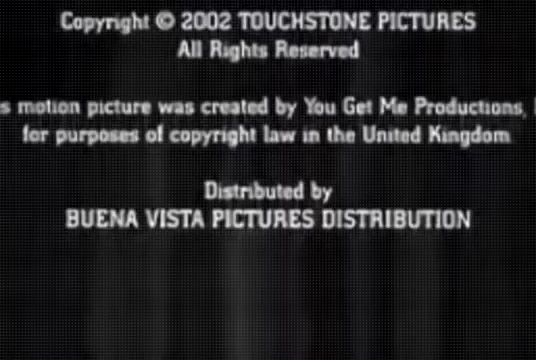 Copyright © 2002 TOUCHSTONE PICTURES
All Rights Reserved
s motion picture was created by You Get Me Productions,
for purposes of copyright law in the United Kingdom
Distributed by
BUENA VISTA PICTURES DISTRIBUTION